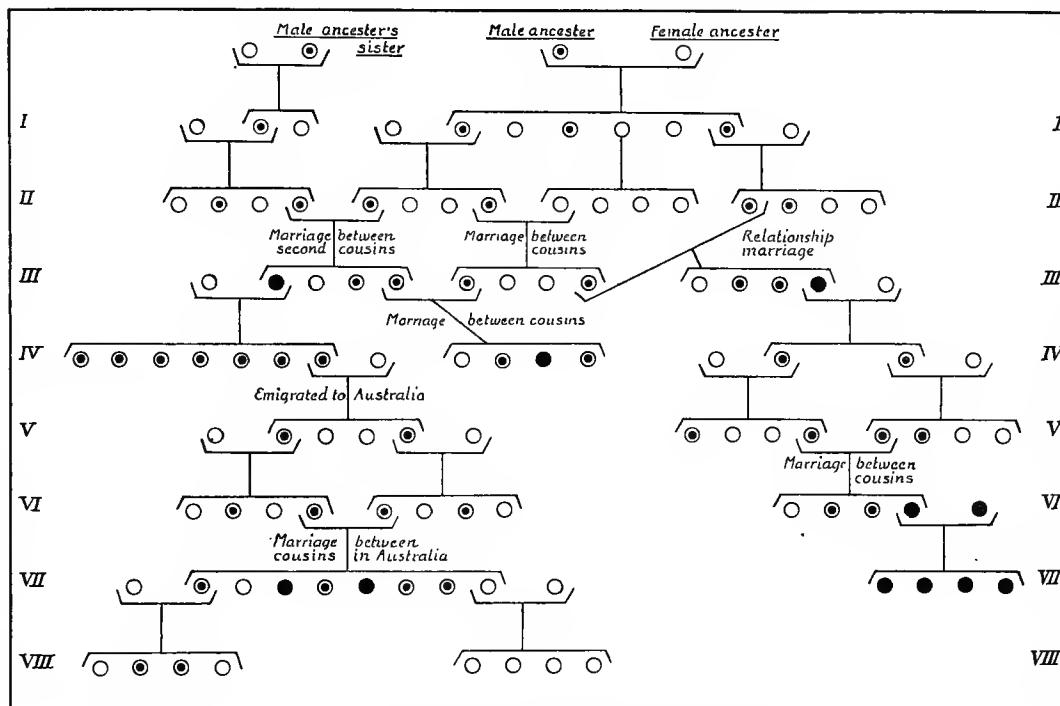 Male ancester's
sister
Male ancester
Female ancester
I
I
II
II
Marriage between
second cousins
Marriage between
cousins
Relationship
marriage
III
III
Marriage between cousins
IV
IV
Emigrated to Australia
V
V
Marriage between
cousins
VI
VI
Marriage between
cousins in Australia
VII
VII
VIII
VIII